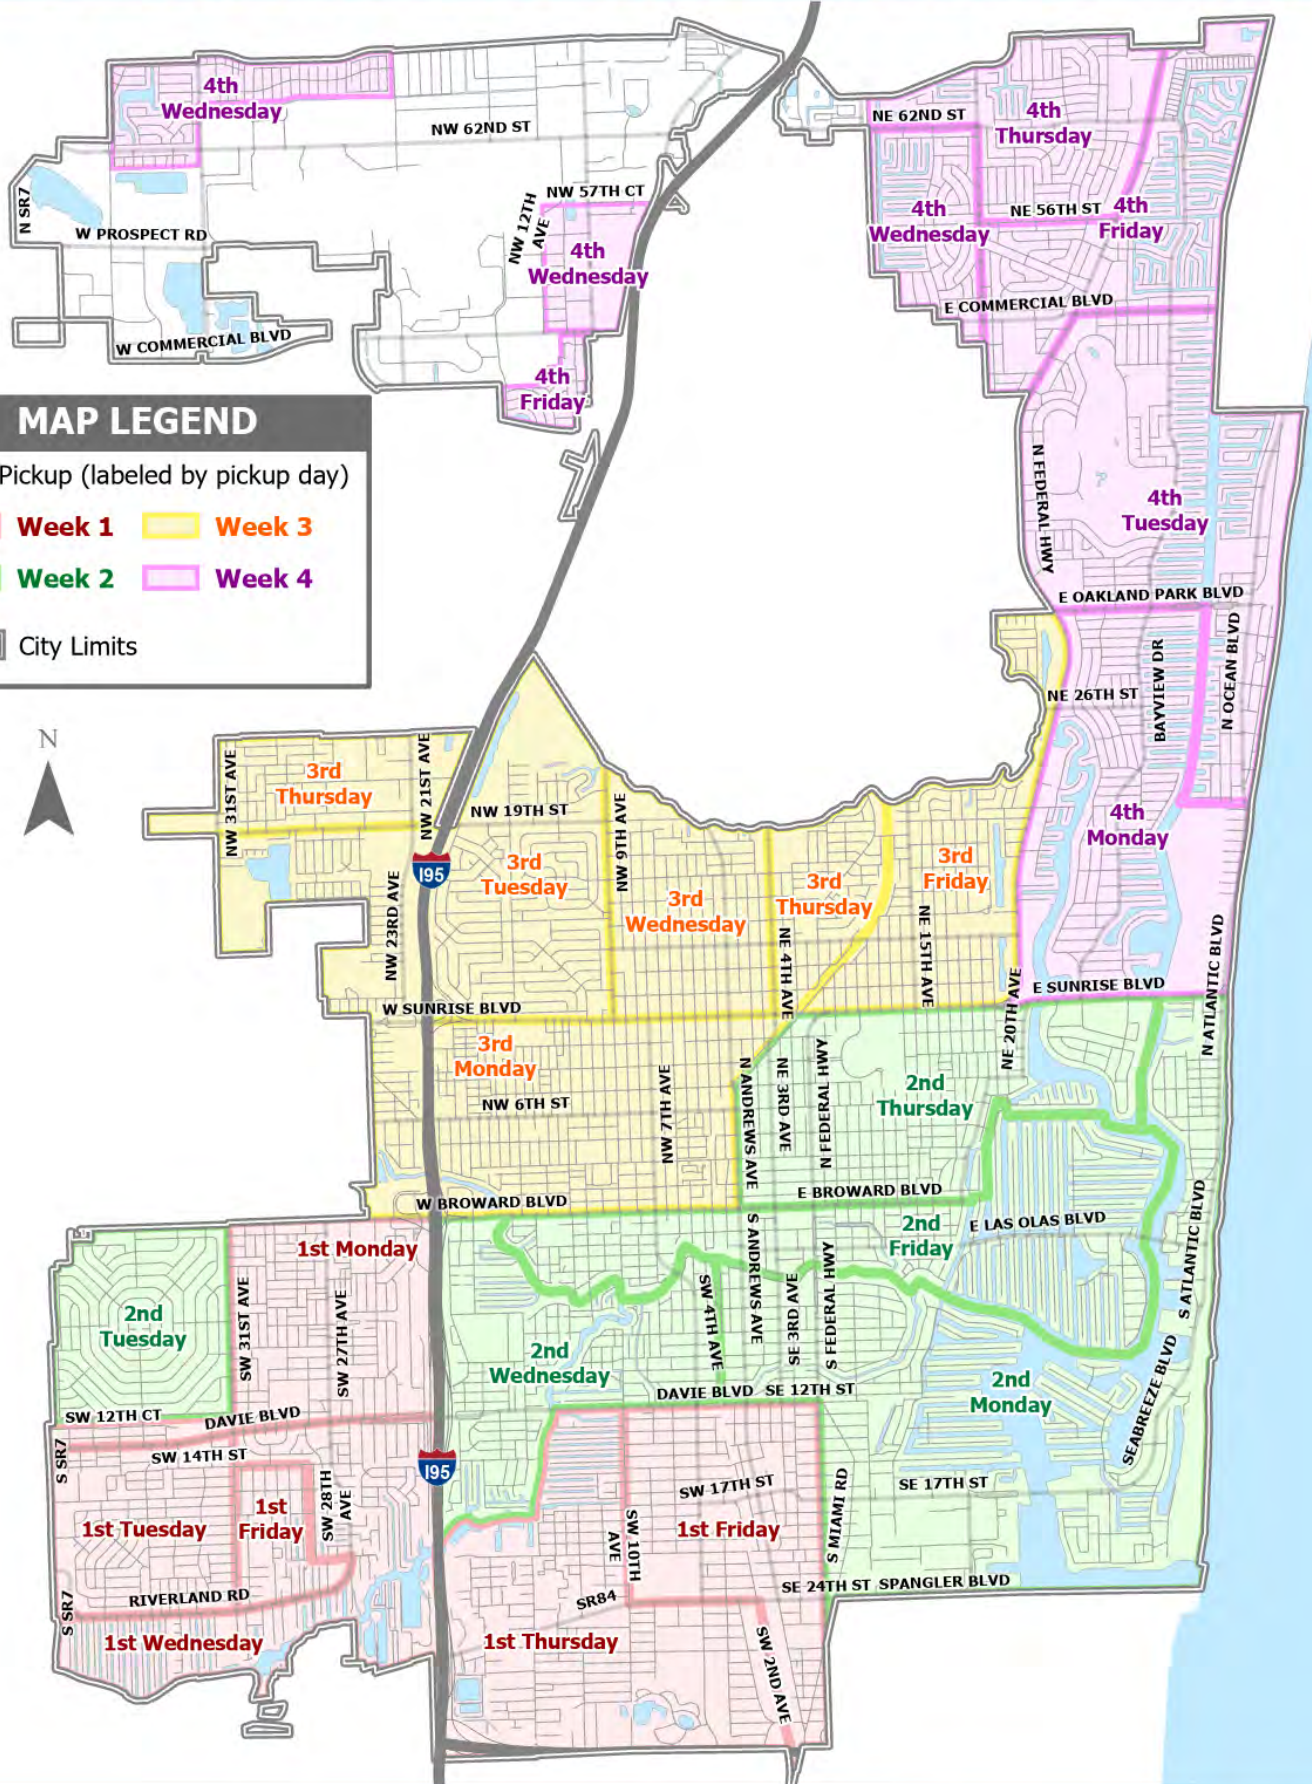 4th
Wednesday
NW 62ND ST
N SR7
W PROSPECT RD
NW 57TH CT
NW 12TH
AVE
4th
Wednesday
W COMMERCIAL BLVD
4th
Friday
NE 62ND ST
4th
Thursday
4th
Wednesday
NE 56TH ST
4th
Friday
E COMMERCIAL BLVD
MAP LEGEND
Pickup (labeled by pickup day)
Week 1
Week 3
Week 2
Week 4
City Limits
N
N FEDERAL HWY
4th
Tuesday
E OAKLAND PARK BLVD
BAYVIEW DR
N OCEAN BLVD
NE 26TH ST
4th
Monday
NW 31ST AVE
3rd
Thursday
NW 21ST AVE
NW 19TH ST
NW 9TH AVE
I95
3rd
Tuesday
3rd
Wednesday
3rd
Thursday
3rd
Friday
NW 23RD AVE
NE 4TH AVE
NE 15TH AVE
N ATLANTIC BLVD
W SUNRISE BLVD
NE 20TH AVE
E SUNRISE BLVD
3rd
Monday
NW 6TH ST
NW 7TH AVE
N ANDREWS AVE
NE 3RD AVE
N FEDERAL HWY
2nd
Thursday
W BROWARD BLVD
E BROWARD BLVD
1st Monday
2nd
Friday
E LAS OLAS BLVD
S ATLANTIC BLVD
2nd
Tuesday
SW 31ST AVE
SW 27TH AVE
SW 4TH AVE
S ANDREWS AVE
SE 3RD AVE
S FEDERAL HWY
2nd
Wednesday
DAVIE BLVD
SE 12TH ST
2nd
Monday
SEABREEZE BLVD
SW 12TH CT
DAVIE BLVD
S SR7
SW 14TH ST
I95
1st Tuesday
1st
Friday
SW 28TH
AVE
SW 17TH ST
SE 17TH ST
1st Friday
SW 10TH
AVE
S MIAMI RD
S SR7
RIVERLAND RD
SR84
SE 24TH ST
SPANGLER BLVD
1st Wednesday
1st Thursday
SW 2ND AVE